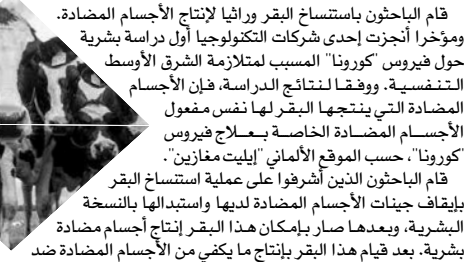 قام الباحثون باستنساخ البقر وراثيا لإنتاج الأجسام المضادة.
ومؤخرا أنجزت إحدى شركات التكنولوجيا أول دراسة بشرية
حول فيروس "كورونا" المسبب لمتلازمة الشرق الأوسط
التنفسية. ووفقا لنتائج الدراسة، فإن الأجسام
المضادة التي ينتجها البقر لها نفس مفعول
الأجسام المضادة الخاصة بعلاج فيروس
"كورونا"، حسب الموقع الألماني "إيليت مغازين".
قام الباحثون الذين أشرفوا على عملية استنساخ البقر
بإيقاف جينات الأجسام المضادة لديها واستبدالها بالنسخة
البشرية، وبعدها صار بإمكان هذا البقر إنتاج أجسام مضادة
بشرية. بعد قيام هذا البقر بإنتاج ما يكفي من الأجسام المضادة ضد